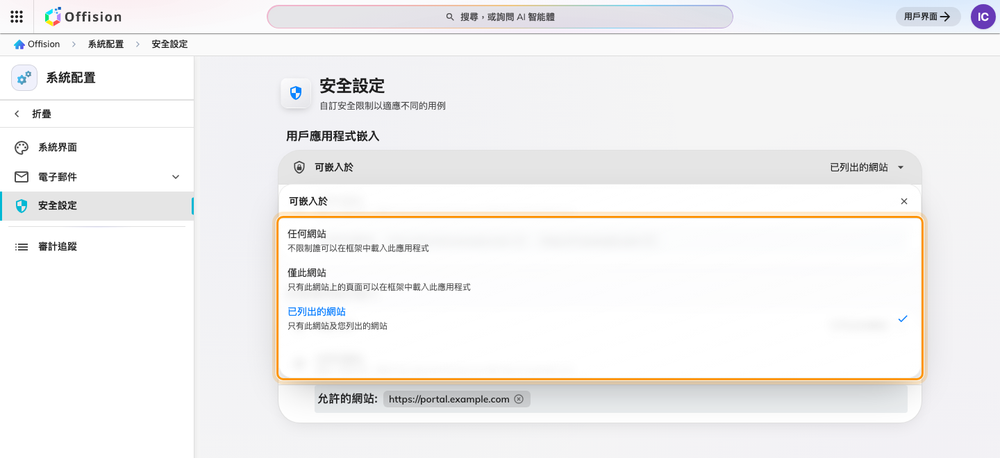 Offision
搜尋，或詢問 AI 智能體
用戶界面
IC
Offision
系統配置
安全設定
系統配置
折疊
系統界面
電子郵件
安全設定
審計追蹤
安全設定
自訂安全限制以適應不同的用例
用戶應用程式嵌入
可嵌入於
已列出的網站
可嵌入於
任何網站
不限制誰可以在框架中載入此應用程式
僅此網站
只有此網站上的頁面可以在框架中載入此應用程式
已列出的網站
只有此網站及您列出的網站
允許的網站:
https://portal.example.com